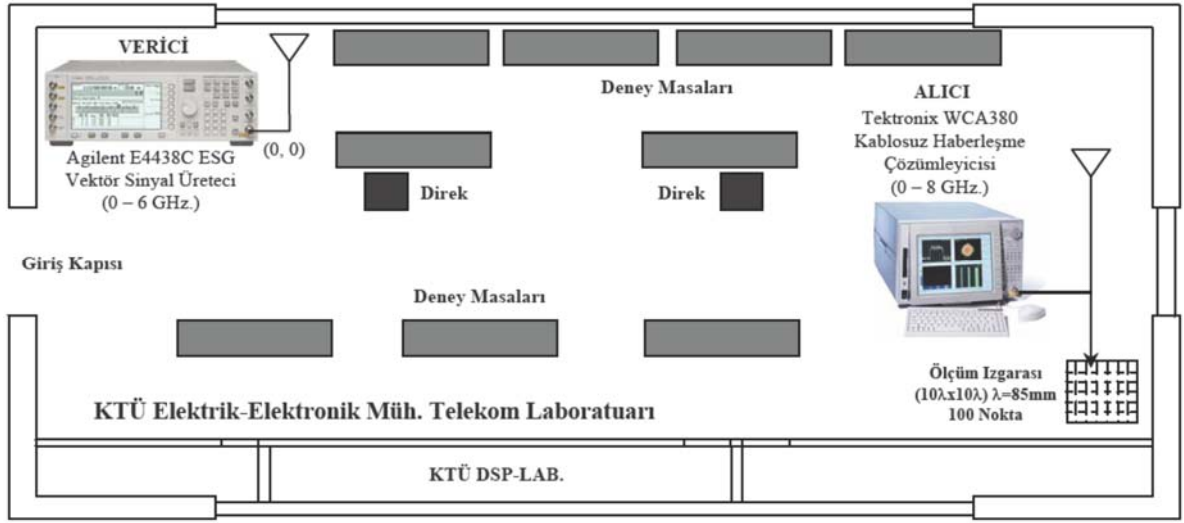 VERİCİ
Agilent E4438C ESG
Vektör Sinyal Üreteci
(0 – 6 GHz.)
(0, 0)
Deney Masaları
ALICI
Tektronix WCA380
Kablosuz Haberleşme
Çözümleyicisi
(0 – 8 GHz.)
Direk
Direk
Giriş Kapısı
Deney Masaları
Ölçüm Izgarası
(10λx10λ) λ=85mm
100 Nokta
KTÜ Elektrik-Elektronik Müh. Telekom Laboratuarı
KTÜ DSP-LAB.